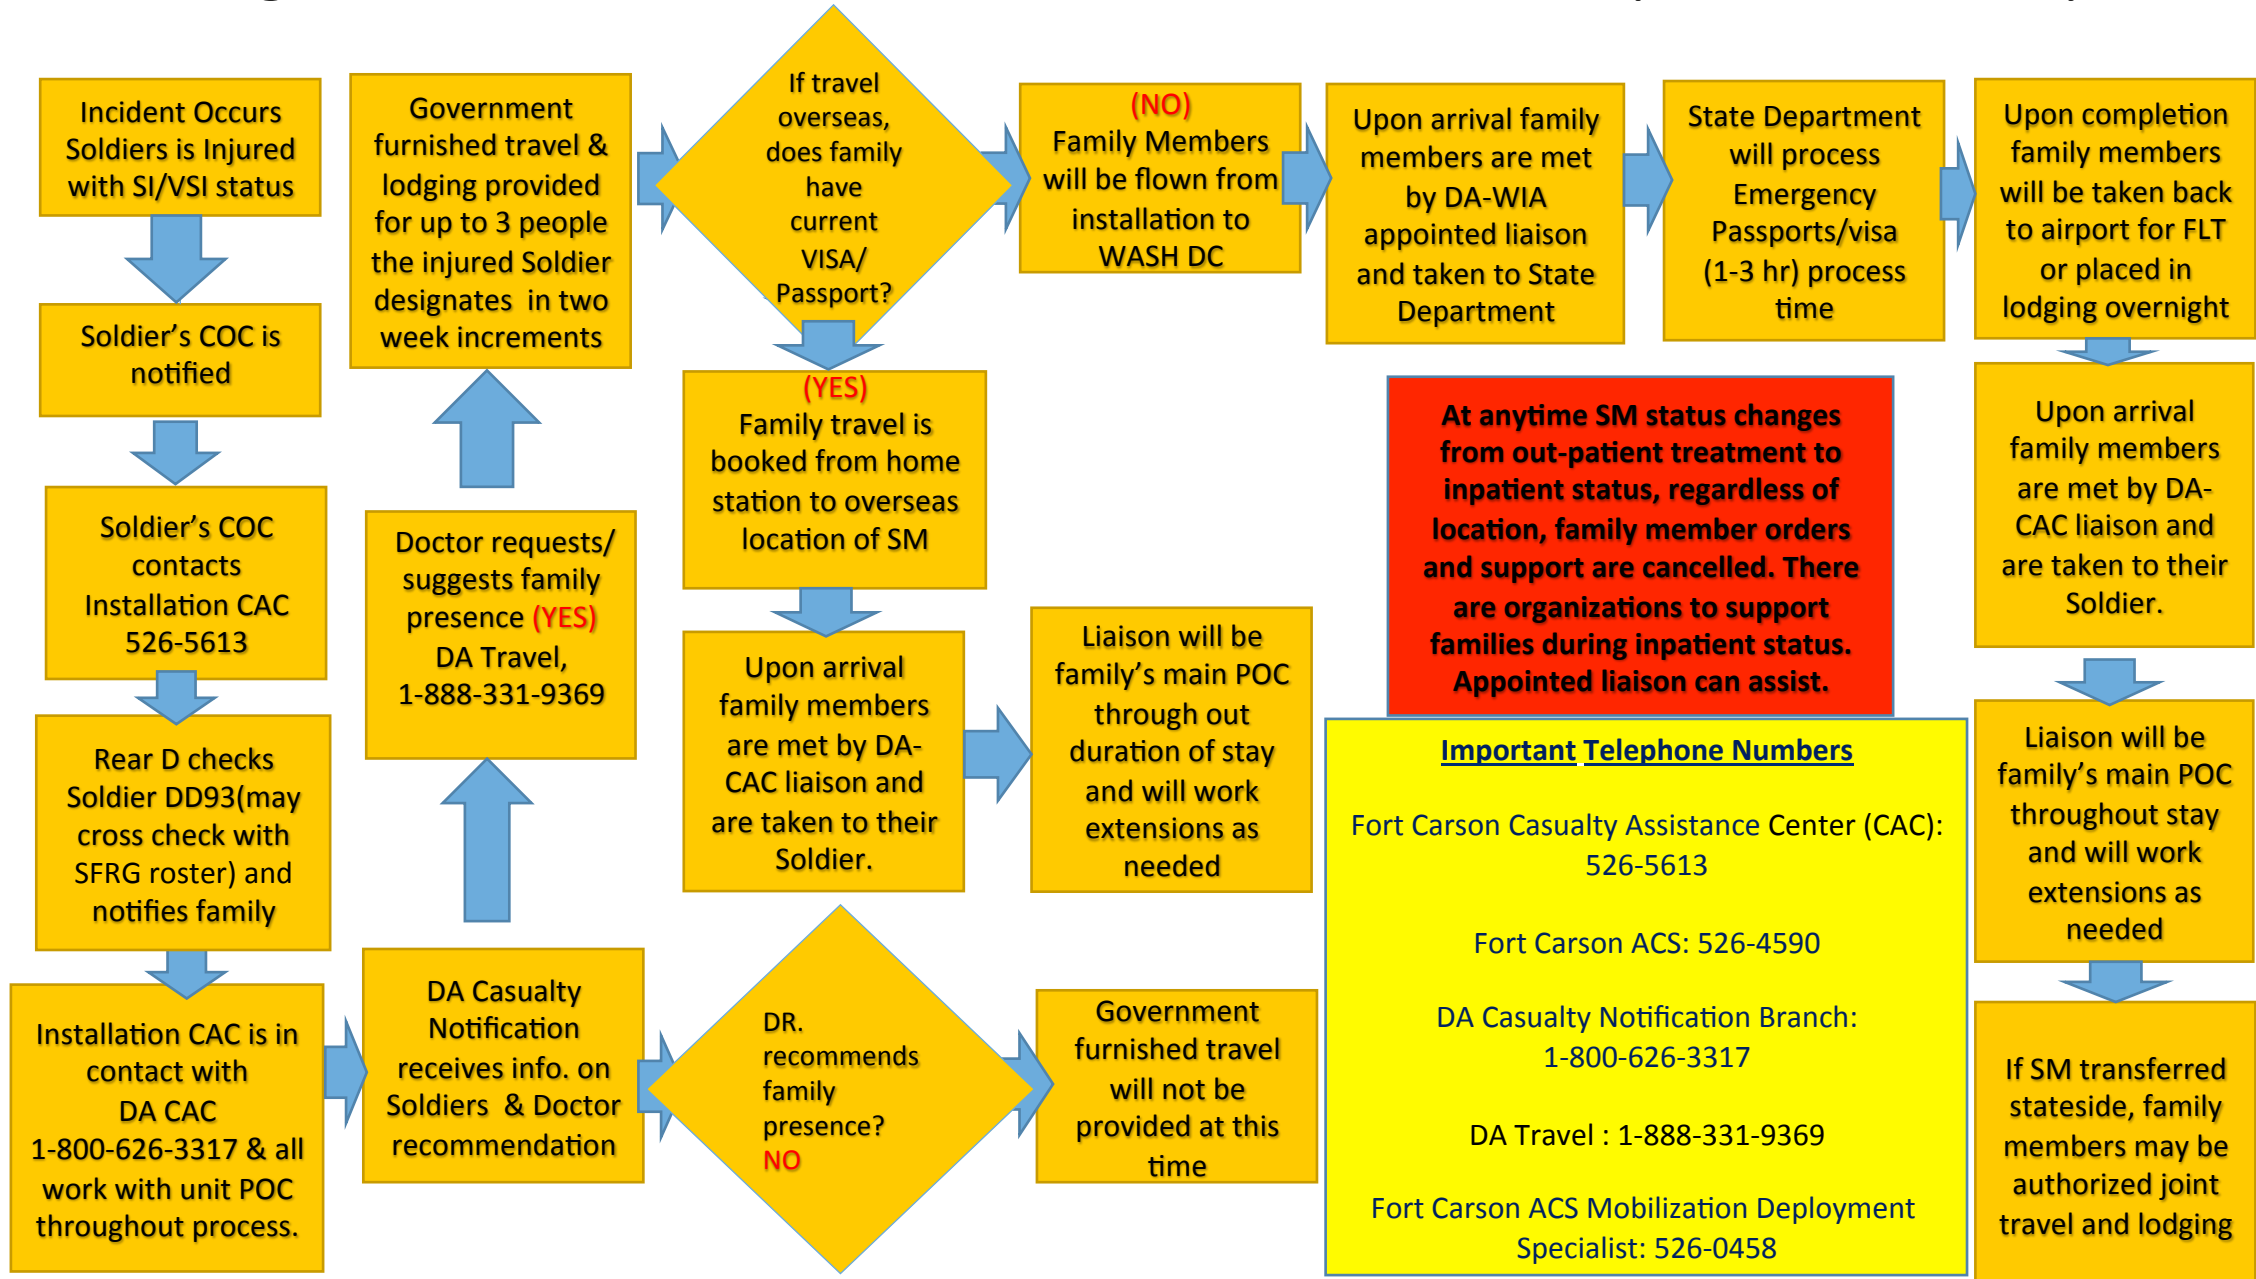 Incident Occurs
Soldiers is Injured
with SI/VSI status
Soldier’s COC is
notified
Soldier’s COC
contacts
Installation CAC
526-5613
Rear D checks
Soldier DD93(may
cross check with
SFRG roster) and
notifies family
Installation CAC is in
contact with
DA CAC
1-800-626-3317 & all
work with unit POC
throughout process.
DA Casualty
Notification
receives info. on
Soldiers & Doctor
recommendation
Doctor requests/
suggests family
presence (YES)
DA Travel,
1-888-331-9369
Government
furnished travel &
lodging provided
for up to 3 people
the injured Soldier
designates in two
week increments
If travel
overseas,
does family
have
current
VISA/
Passport?
(NO)
Family Members
will be flown from
installation to
WASH DC
Upon arrival family
members are met
by DA-WIA
appointed liaison
and taken to State
Department
State Department
will process
Emergency
Passports/visa
(1-3 hr) process
time
Upon completion
family members
will be taken back
to airport for FLT
or placed in
lodging overnight
Upon arrival
family members
are met by DA-
CAC liaison and
are taken to their
Soldier.
Liaison will be
family’s main POC
throughout stay
and will work
extensions as
needed
If SM transferred
stateside, family
members may be
authorized joint
travel and lodging
(YES)
Family travel is
booked from home
station to overseas
location of SM
Upon arrival
family members
are met by DA-
CAC liaison and
are taken to their
Soldier.
Liaison will be
family’s main POC
through out
duration of stay
and will work
extensions as
needed
DR.
recommends
family
presence?
NO
Government
furnished travel
will not be
provided at this
time
At anytime SM status changes
from out-patient treatment to
inpatient status, regardless of
location, family member orders
and support are cancelled. There
are organizations to support
families during inpatient status.
Appointed liaison can assist.
Important Telephone Numbers
Fort Carson Casualty Assistance Center (CAC):
526-5613
Fort Carson ACS: 526-4590
DA Casualty Notification Branch:
1-800-626-3317
DA Travel : 1-888-331-9369
Fort Carson ACS Mobilization Deployment
Specialist: 526-0458